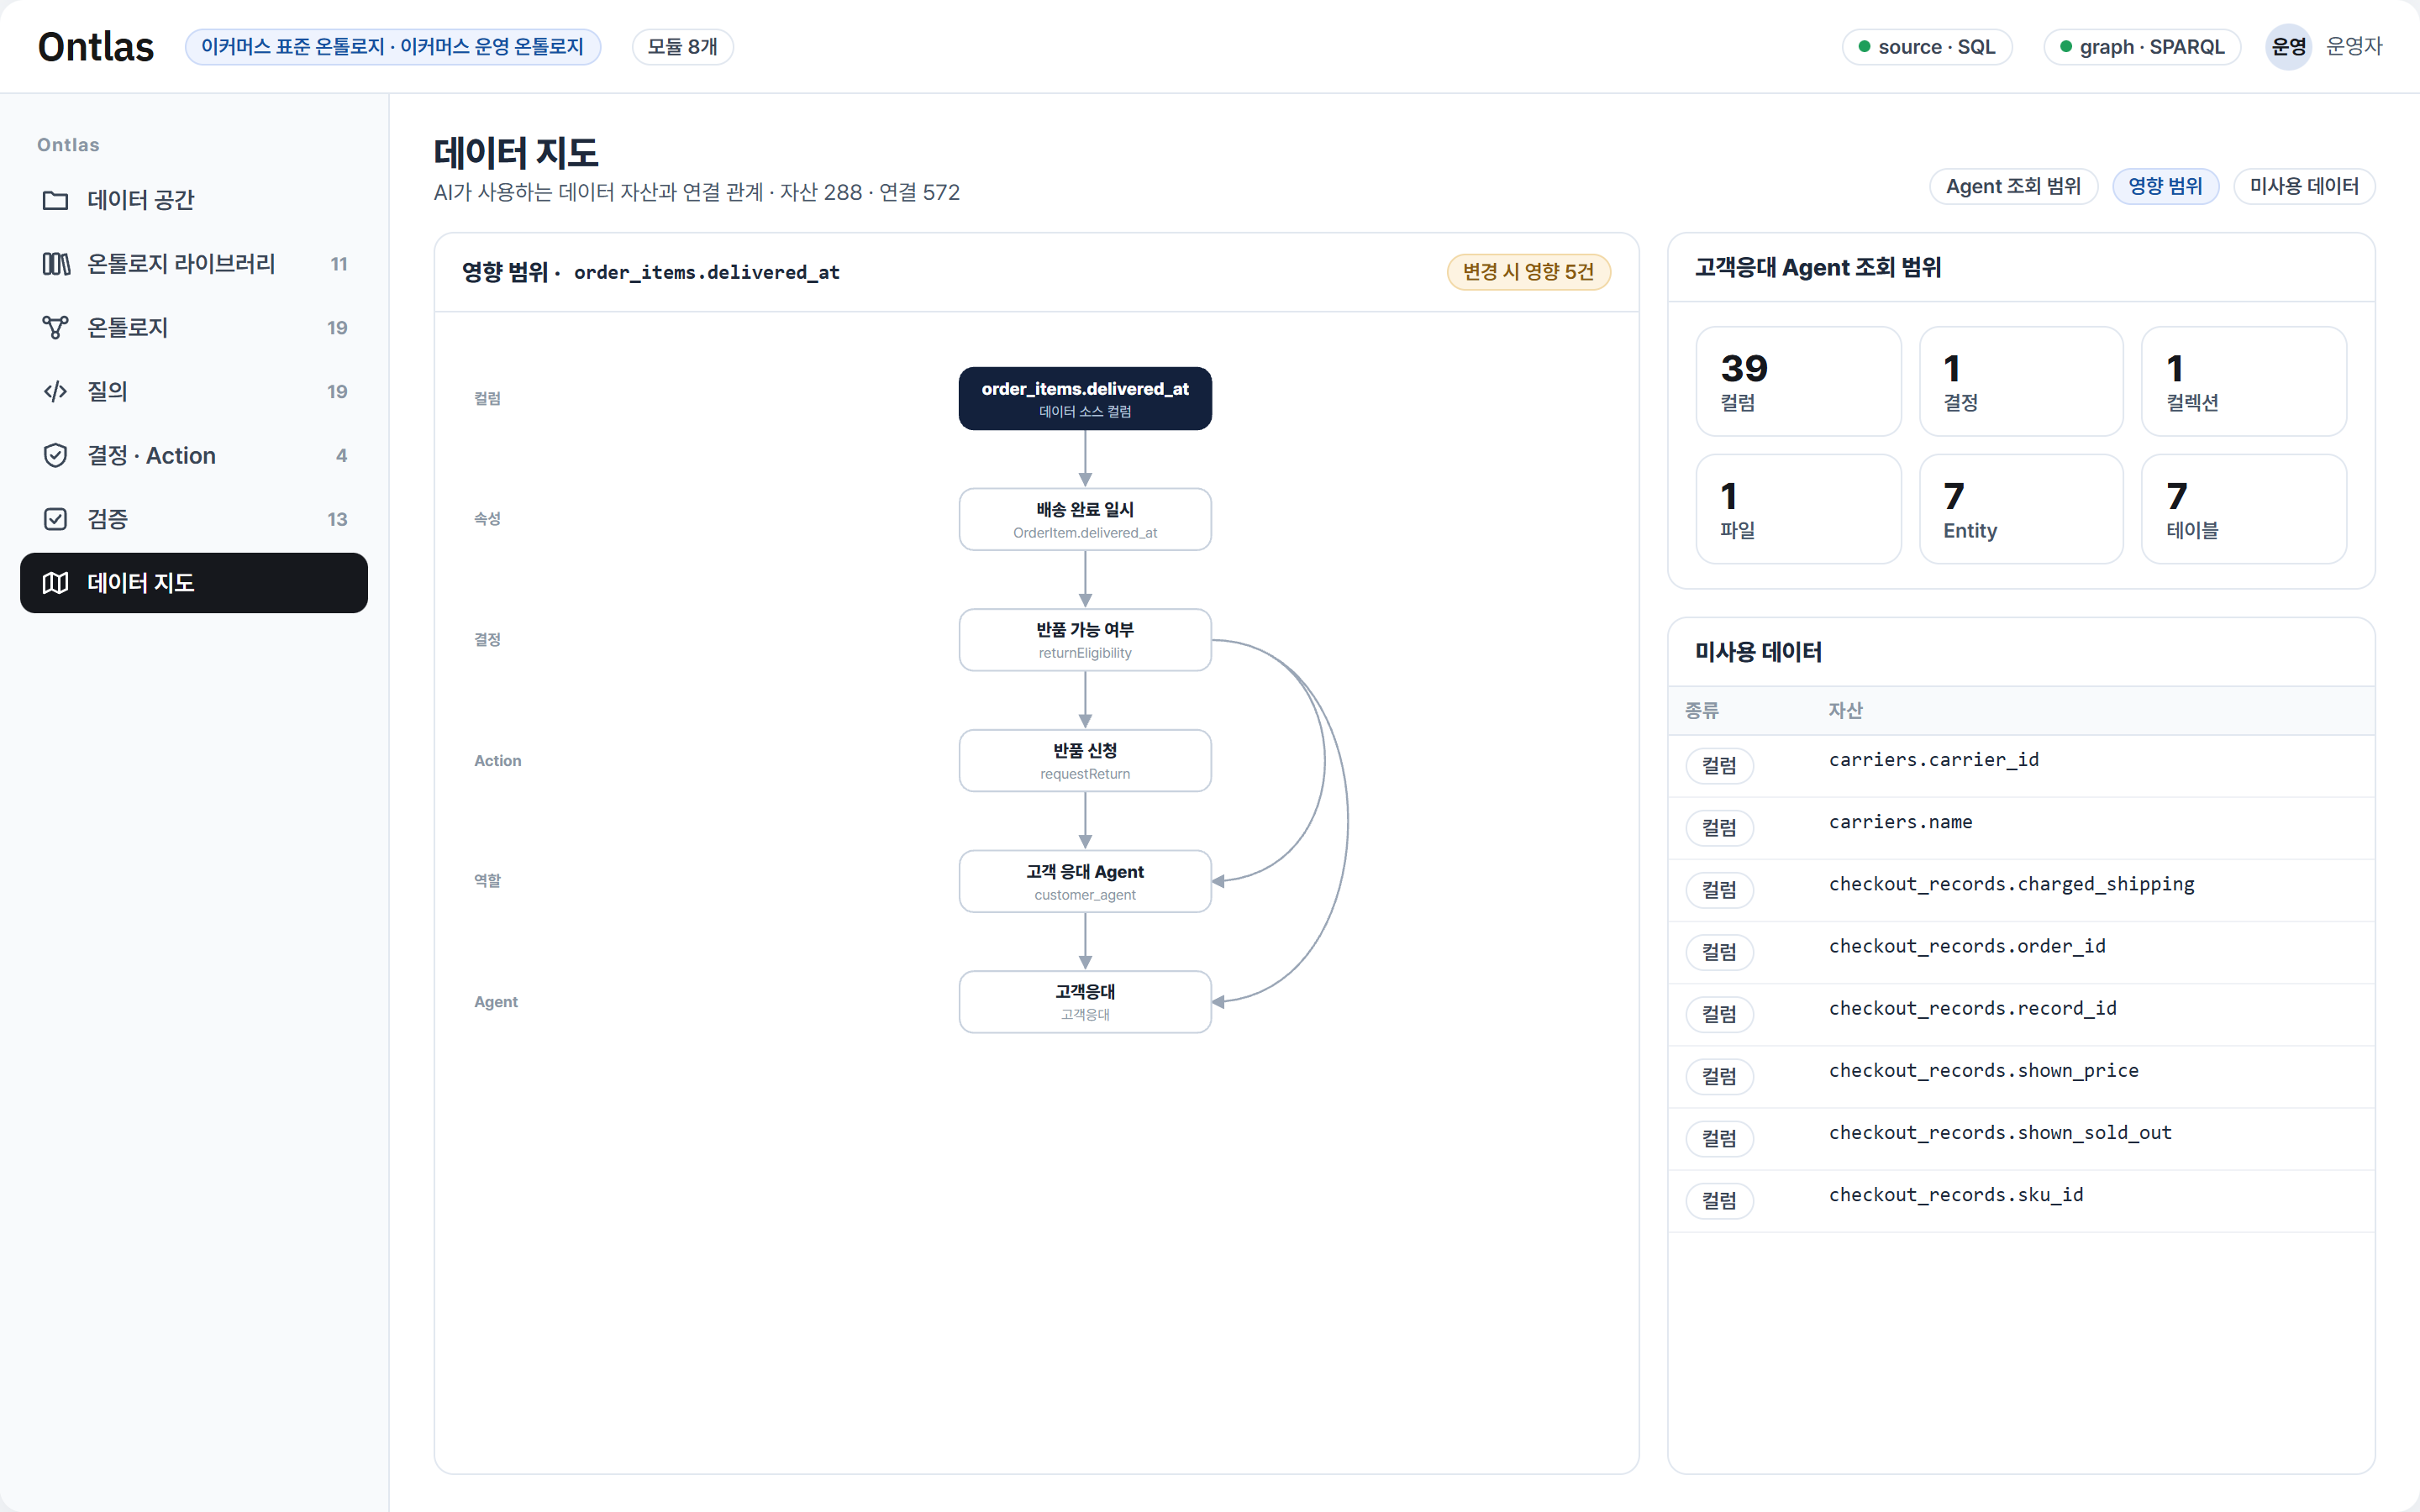 Ontlas
이커머스 표준 온톨로지 · 이커머스 운영 온톨로지
모듈 8개
source · SQL
graph · SPARQL
운영
운영자
Ontlas
데이터 공간
온톨로지 라이브러리 11
온톨로지 19
질의 19
결정 · Action 4
검증 13
데이터 지도
데이터 지도
AI가 사용하는 데이터 자산과 연결 관계 · 자산 288 · 연결 572
Agent 조회 범위
영향 범위
미사용 데이터
영향 범위 · order_items.delivered_at
변경 시 영향 5건
컬럼
order_items.delivered_at
데이터 소스 컬럼
속성
배송 완료 일시
OrderItem.delivered_at
결정
반품 가능 여부
returnEligibility
Action
반품 신청
requestReturn
역할
고객 응대 Agent
customer_agent
Agent
고객응대
고객응대
고객응대 Agent 조회 범위
39
컬럼
1
결정
1
컬렉션
1
파일
7
Entity
7
테이블
미사용 데이터
종류 자산
컬럼 carriers.carrier_id
컬럼 carriers.name
컬럼 checkout_records.charged_shipping
컬럼 checkout_records.order_id
컬럼 checkout_records.record_id
컬럼 checkout_records.shown_price
컬럼 checkout_records.shown_sold_out
컬럼 checkout_records.sku_id